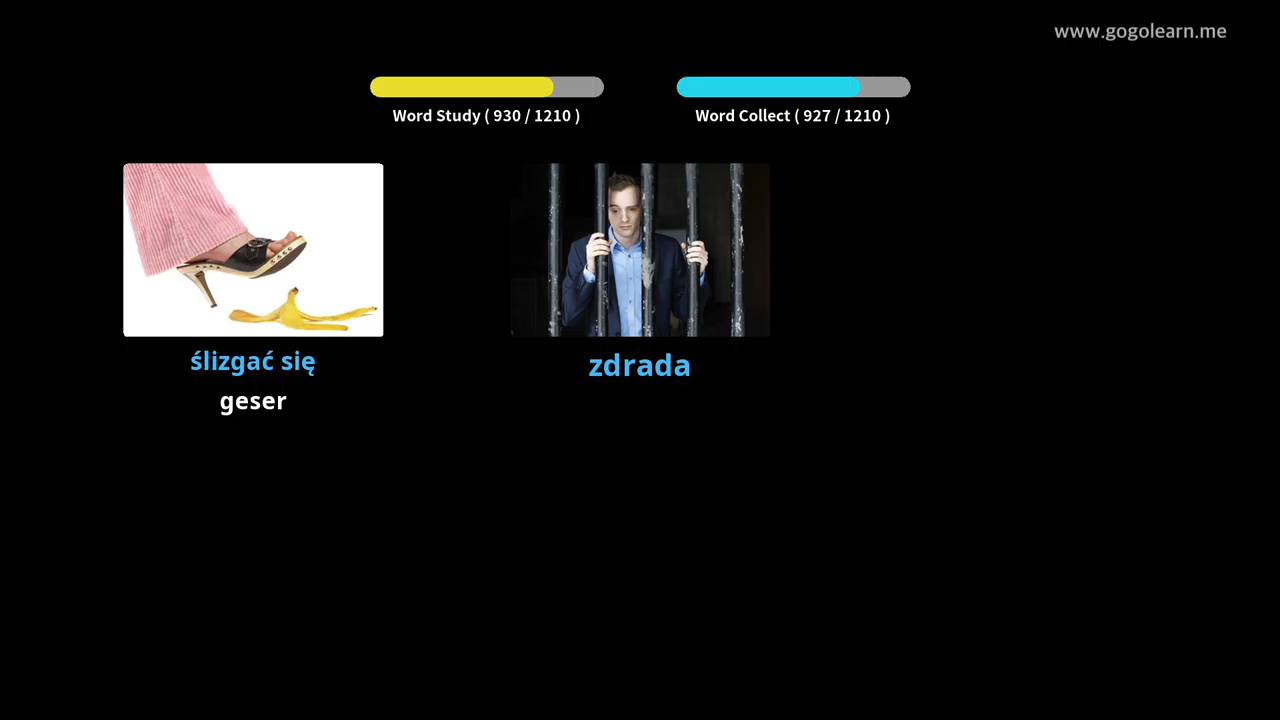 www.gogolearn.me
Word Study ( 930 / 1210 )
Word Collect ( 927 / 1210 )
ślizgać się
geser
zdrada